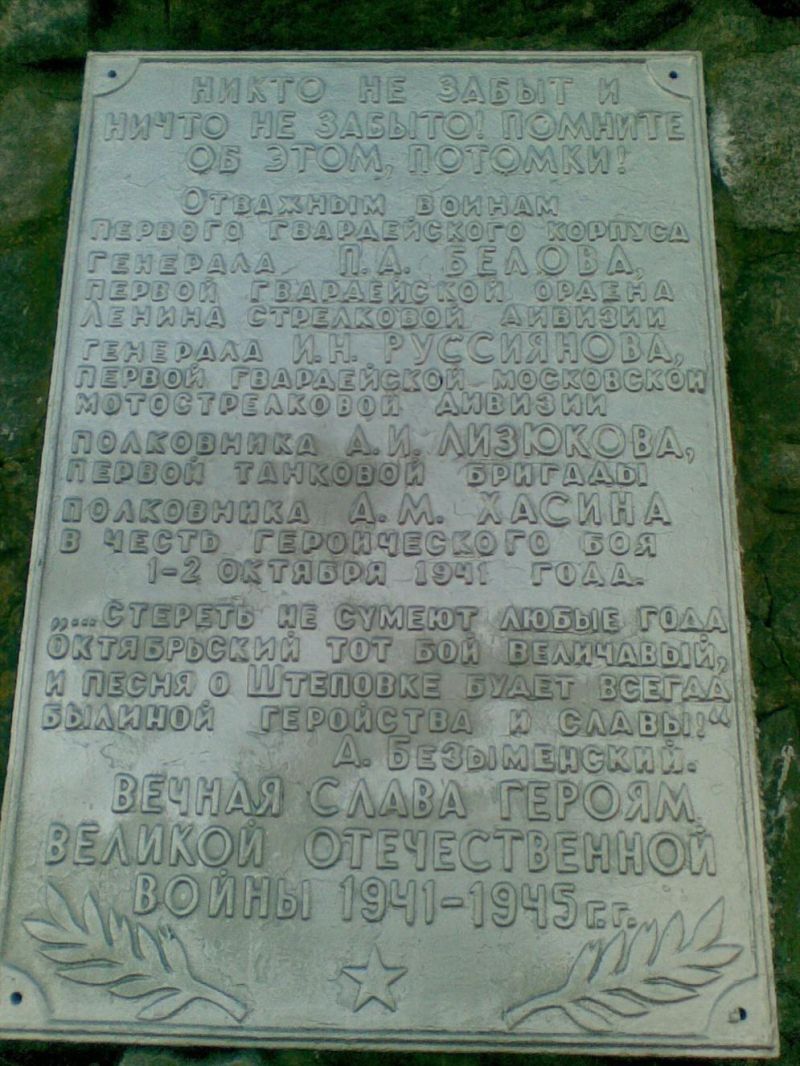 НИКТО НЕ ЗАБЫТ И
НИЧТО НЕ ЗАБЫТО! ПОМНИТЕ
ОБ ЭТОМ, ПОТОМКИ!
ОТВАЖНЫМ ВОИНАМ
ПЕРВОГО ГВАРДЕЙСКОГО КОРПУСА
ГЕНЕРАЛА П.А. БЕЛОВА,
ПЕРВОЙ ГВАРДЕЙСКОЙ ОРДЕНА
ЛЕНИНА СТРЕЛКОВОЙ ДИВИЗИИ
ГЕНЕРАЛА И.Н. РУССИЯНОВА,
ПЕРВОЙ ГВАРДЕЙСКОЙ МОСКОВСКОЙ
МОТОСТРЕЛКОВОЙ ДИВИЗИИ
ПОЛКОВНИКА А.И. ЛИЗЮКОВА,
ПЕРВОЙ ТАНКОВОЙ БРИГАДЫ
ПОЛКОВНИКА А.М. ХАСИНА
В ЧЕСТЬ ГЕРОИЧЕСКОГО БОЯ
1-2 ОКТЯБРЯ 1941 ГОДА.
„...СТЕРЕТЬ НЕ СУМЕЮТ ЛЮБЫЕ ГОДА
ОКТЯБРЬСКИЙ ТОТ БОЙ ВЕЛИЧАВЫЙ,
И ПЕСНЯ О ШТЕПОВКЕ БУДЕТ ВСЕГДА
БЫЛИНОЙ ГЕРОЙСТВА И СЛАВЫ!“
А. БЕЗЫМЕНСКИЙ.
ВЕЧНАЯ СЛАВА ГЕРОЯМ
ВЕЛИКОЙ ОТЕЧЕСТВЕННОЙ
ВОЙНЫ 1941-1945 г.г.